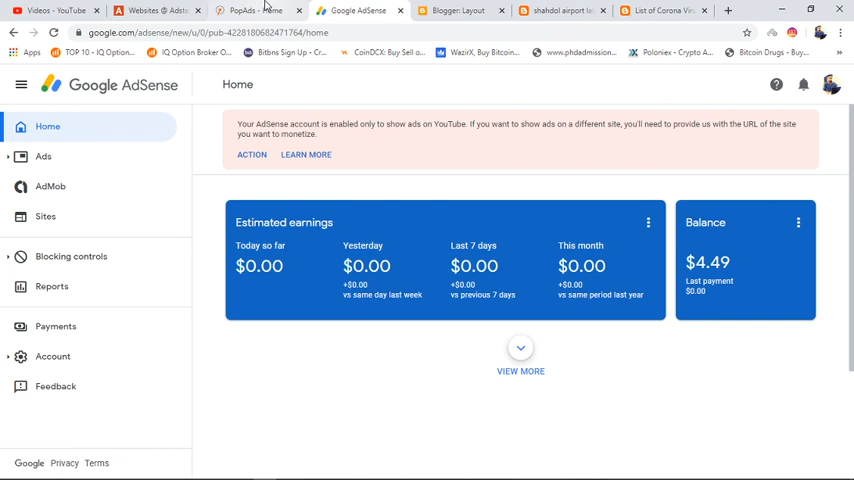 Videos - YouTube
Websites @ Adste
PopAds - Home
Google AdSense
Blogger: Layout
shahdol airport la
List of Corona Vir
google.com/adsense/new/u/0/pub-4228180682471764/home
Apps
TOP 10 - IQ Option...
IQ Option Broker O...
Bitbns Sign Up - Cr...
CoinDCX: Buy Sell o...
WazirX, Buy Bitcoin...
www.phdadmission...
Poloniex - Crypto A...
Bitcoin Drugs - Buy...
Google AdSense
Home
Home
Ads
AdMob
Sites
Blocking controls
Reports
Payments
Account
Feedback
Google Privacy Terms
Your AdSense account is enabled only to show ads on YouTube. If you want to show ads on a different site, you'll need to provide us with the URL of the site
you want to monetize.
ACTION LEARN MORE
Estimated earnings
Today so far
$0.00
Yesterday
$0.00
+$0.00
vs same day last week
Last 7 days
$0.00
+$0.00
vs previous 7 days
This month
$0.00
+$0.00
vs same period last year
Balance
$4.49
Last payment
$0.00
VIEW MORE